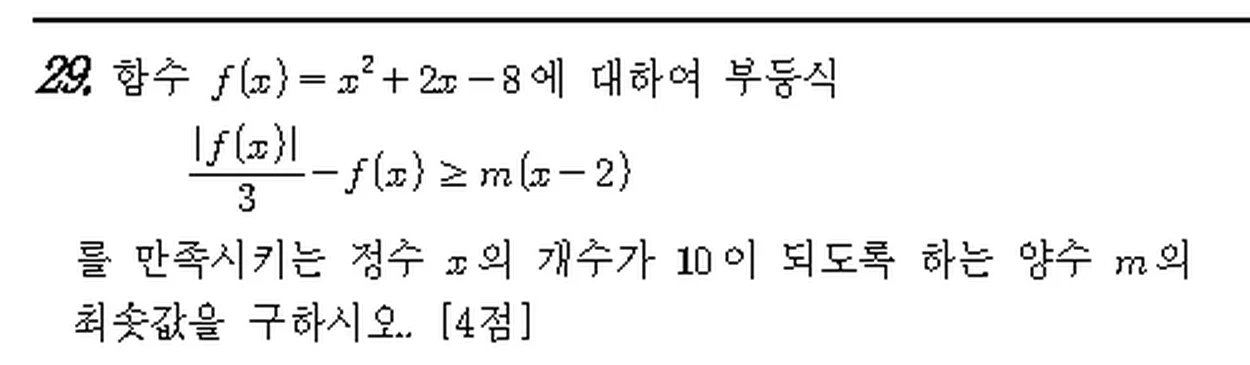 29. 함수 f(x)=x²+2x-8에 대하여 부등식
|f(x)|/3 - f(x) ≥ m(x-2)
를 만족시키는 정수 x의 개수가 10이 되도록 하는 양수 m의
최솟값을 구하시오. [4점]